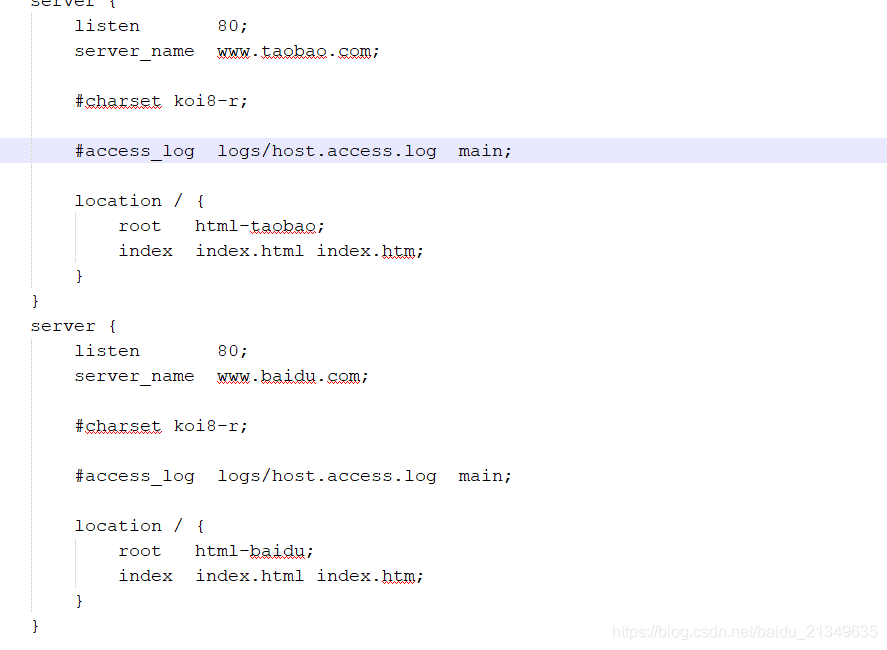 server {
listen 80;
server_name www.taobao.com;
#charset koi8-r;
#access_log logs/host.access.log main;
location / {
root html-taobao;
index index.html index.htm;
}
}
server {
listen 80;
server_name www.baidu.com;
#charset koi8-r;
#access_log logs/host.access.log main;
location / {
root html-baidu;
index index.html index.htm;
}
}
https://blog.csdn.net/baidu_21349635